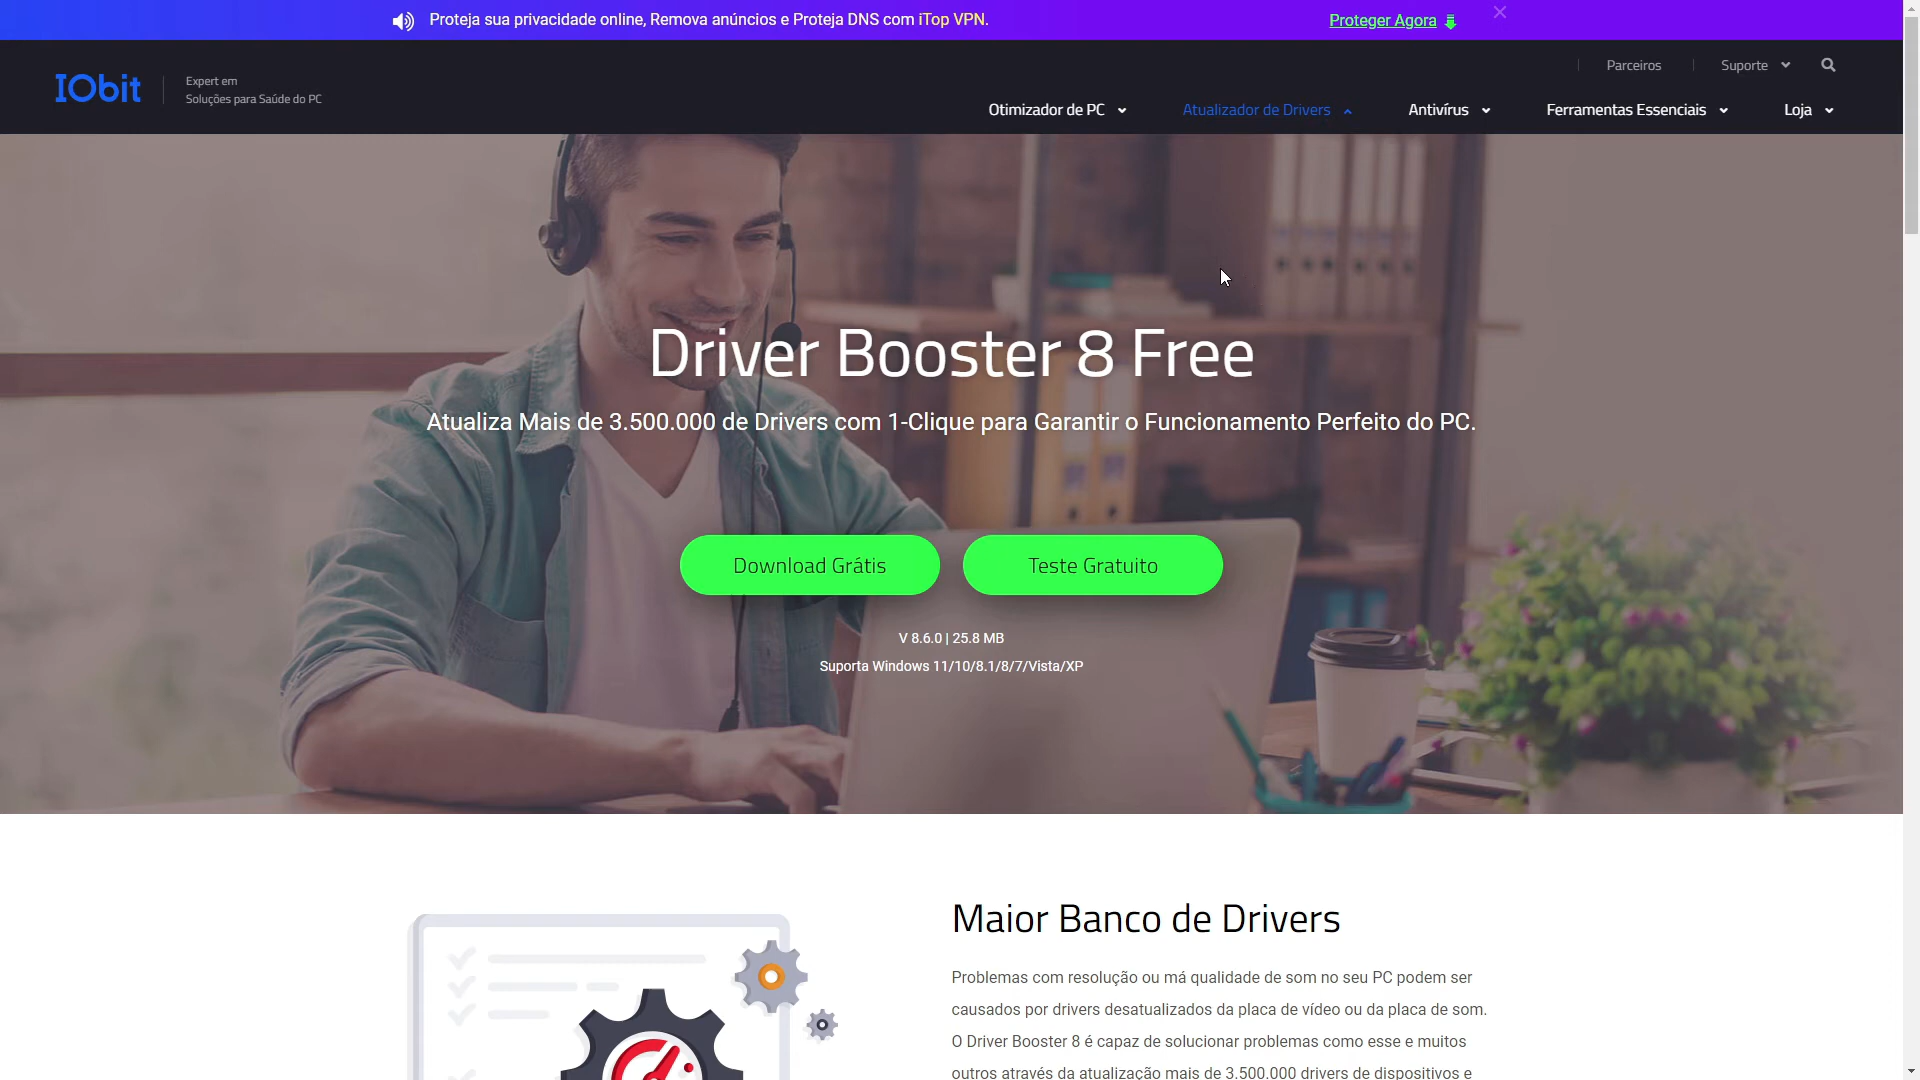 Proteja sua privacidade online, Remova anúncios e Proteja DNS com iTop VPN.
Proteger Agora
IObit
Expert em
Soluções para Saúde do PC
Parceiros
Suporte
Otimizador de PC
Atualizador de Drivers
Antivírus
Ferramentas Essenciais
Loja
Driver Booster 8 Free
Atualiza Mais de 3.500.000 de Drivers com 1-Clique para Garantir o Funcionamento Perfeito do PC.
Download Grátis
Teste Gratuito
V 8.6.0 | 25.8 MB
Suporta Windows 11/10/8.1/8/7/Vista/XP
Maior Banco de Drivers
Problemas com resolução ou má qualidade de som no seu PC podem ser
causados por drivers desatualizados da placa de vídeo ou da placa de som.
O Driver Booster 8 é capaz de solucionar problemas como esse e muitos
outros através da atualização mais de 3.500.000 drivers de dispositivos e